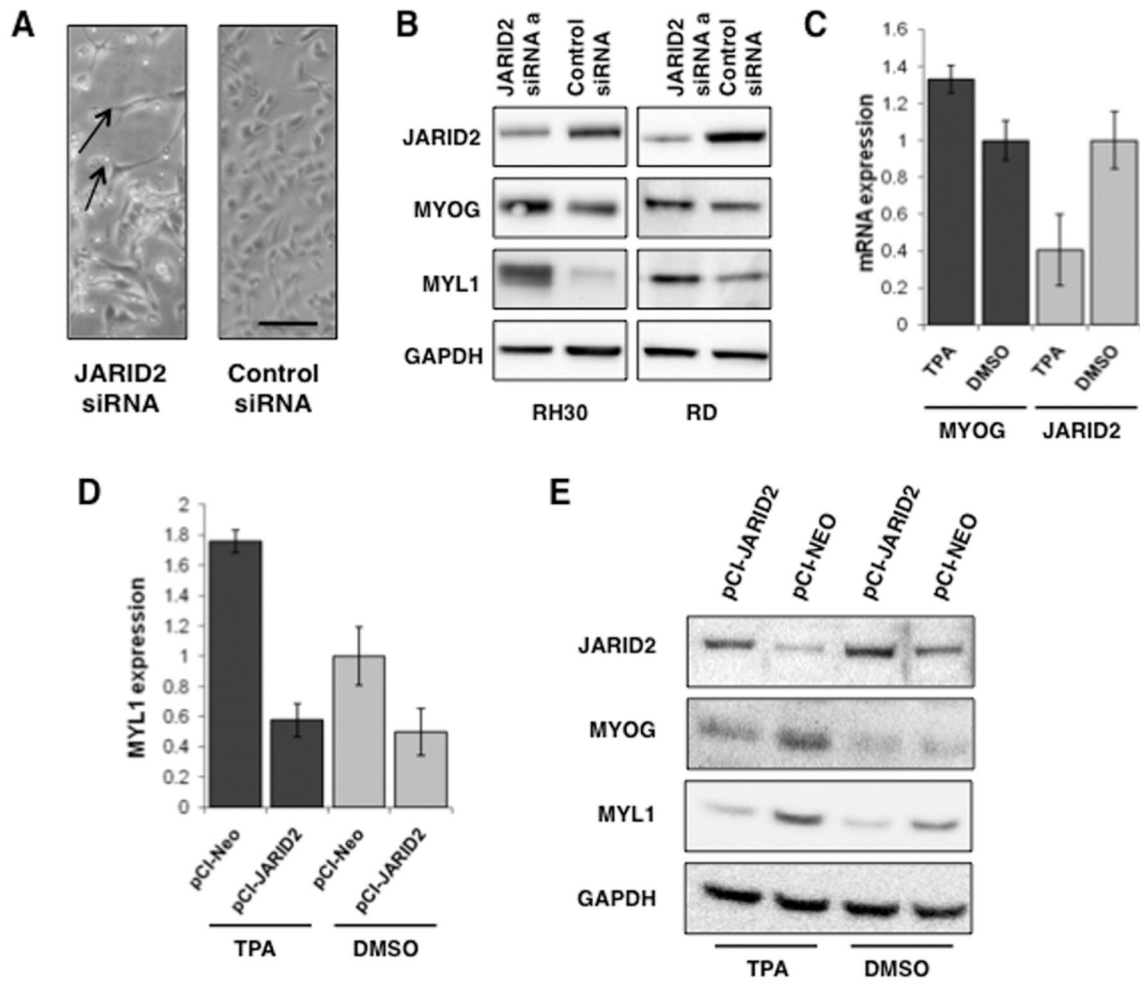 A
JARID2
siRNA
Control
siRNA
B
JARID2
siRNA a
Control
siRNA
JARID2
siRNA a
Control
siRNA
JARID2
MYOG
MYL1
GAPDH
RH30
RD
C
mRNA expression
1.6
1.4
1.2
1
0.8
0.6
0.4
0.2
0
TPA
DMSO
TPA
DMSO
MYOG
JARID2
D
MYL1 expression
2
1.8
1.6
1.4
1.2
1
0.8
0.6
0.4
0.2
0
pCI-Neo
pCI-JARID2
pCI-Neo
pCI-JARID2
TPA
DMSO
E
pCI-JARID2
pCI-NEO
pCI-JARID2
pCI-NEO
JARID2
MYOG
MYL1
GAPDH
TPA
DMSO